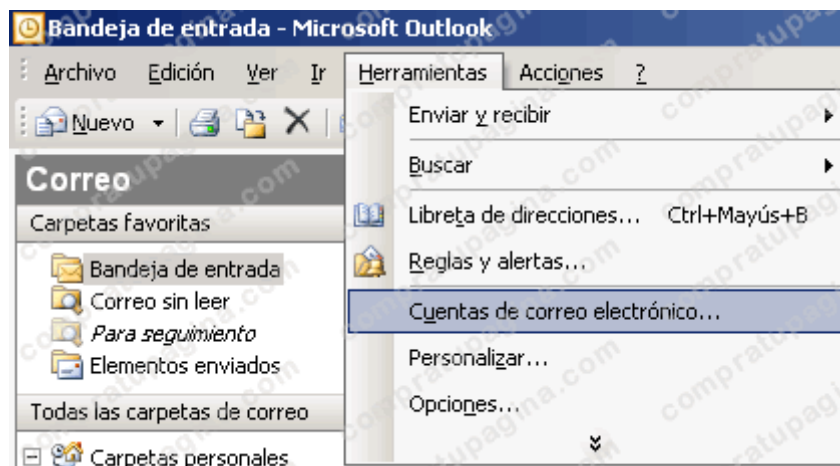 Bandeja de entrada - Microsoft Outlook
Archivo Edición Ver Ir Herramientas Acciones ?
Nuevo
Enviar y recibir
Buscar
Libreta de direcciones... Ctrl+Mayús+B
Reglas y alertas...
Cuentas de correo electrónico...
Personalizar...
Opciones...
Correo
Carpetas favoritas
Bandeja de entrada
Correo sin leer
Para seguimiento
Elementos enviados
Todas las carpetas de correo
Carpetas personales
compratupagina.com